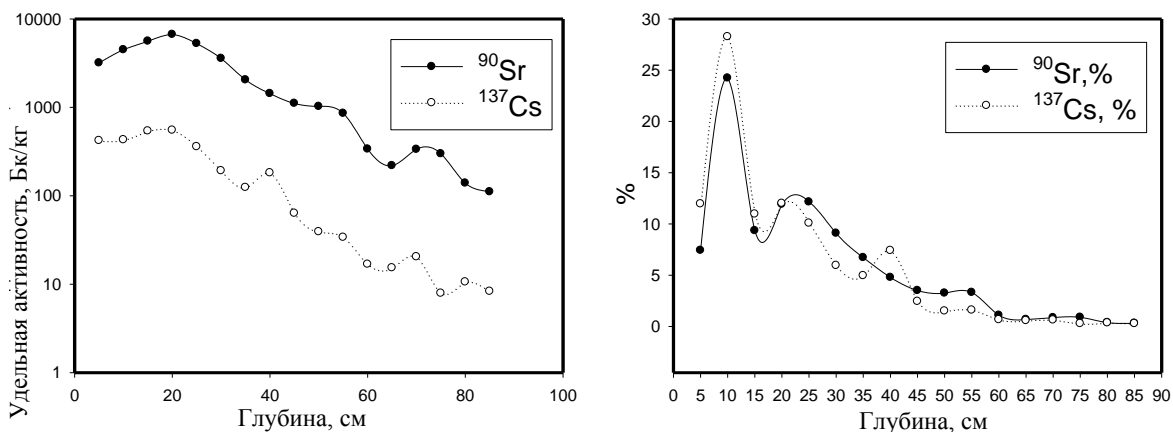 Удельная активность, Бк/кг
10000
1000
100
10
1
0 20 40 60 80 100
Глубина, см
⁹⁰Sr
¹³⁷Cs
%
30
25
20
15
10
5
0
0 5 10 15 20 25 30 35 40 45 50 55 60 65 70 75 80 85 90
Глубина, см
⁹⁰Sr,%
¹³⁷Cs, %